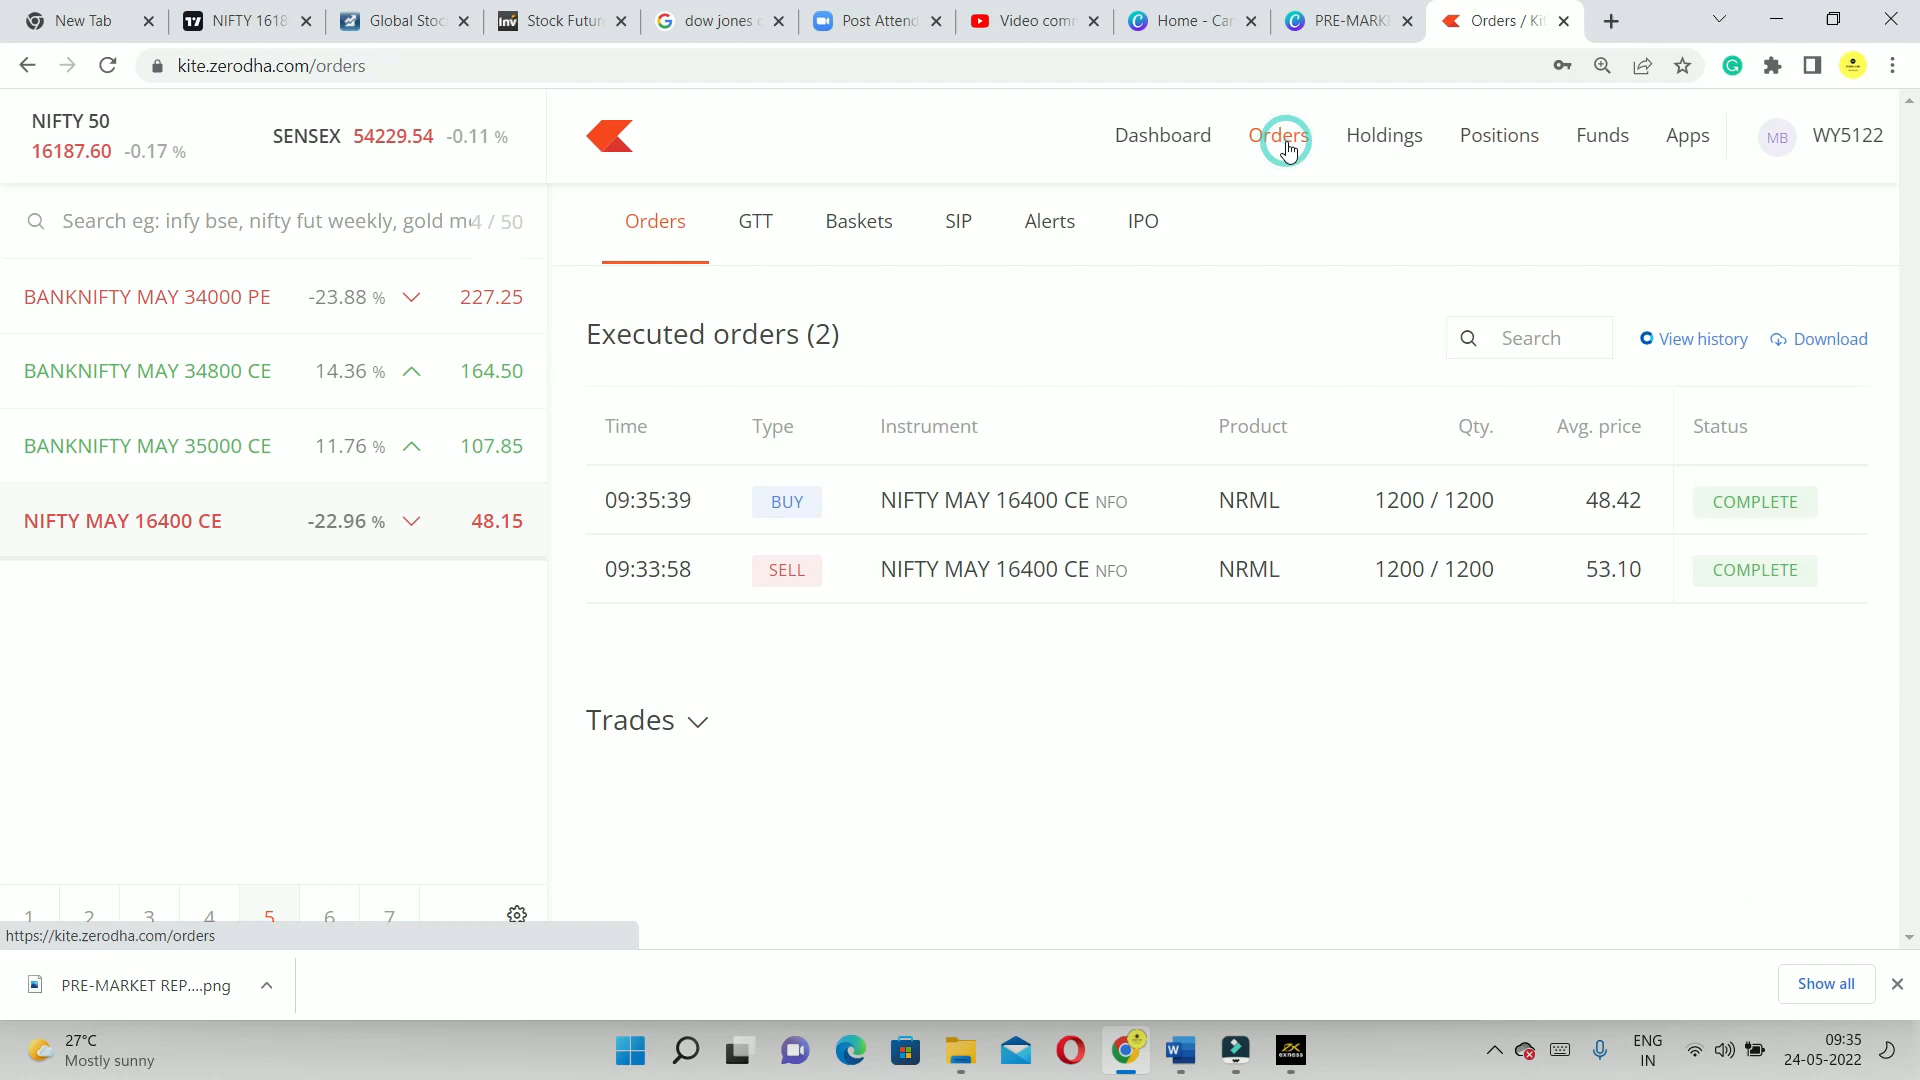 New Tab
NIFTY 1618
Global Stoc
Stock Futur
dow jones c
Post Attend
Video comm
Home - Can
PRE-MARKE
Orders / Kit
kite.zerodha.com/orders
NIFTY 50
16187.60 -0.17 %
SENSEX 54229.54 -0.11 %
Dashboard
Orders
Holdings
Positions
Funds
Apps
MB
WY5122
Search eg: infy bse, nifty fut weekly, gold m 4 / 50
BANKNIFTY MAY 34000 PE -23.88 % 227.25
BANKNIFTY MAY 34800 CE 14.36 % 164.50
BANKNIFTY MAY 35000 CE 11.76 % 107.85
NIFTY MAY 16400 CE -22.96 % 48.15
1 2 3 4 5 6 7
https://kite.zerodha.com/orders
Orders GTT Baskets SIP Alerts IPO
Executed orders (2)
Search
View history
Download
Time Type Instrument Product Qty. Avg. price Status
09:35:39 BUY NIFTY MAY 16400 CE NFO NRML 1200 / 1200 48.42 COMPLETE
09:33:58 SELL NIFTY MAY 16400 CE NFO NRML 1200 / 1200 53.10 COMPLETE
Trades
PRE-MARKET REP....png
Show all
27°C
Mostly sunny
exness
ENG
IN
09:35
24-05-2022